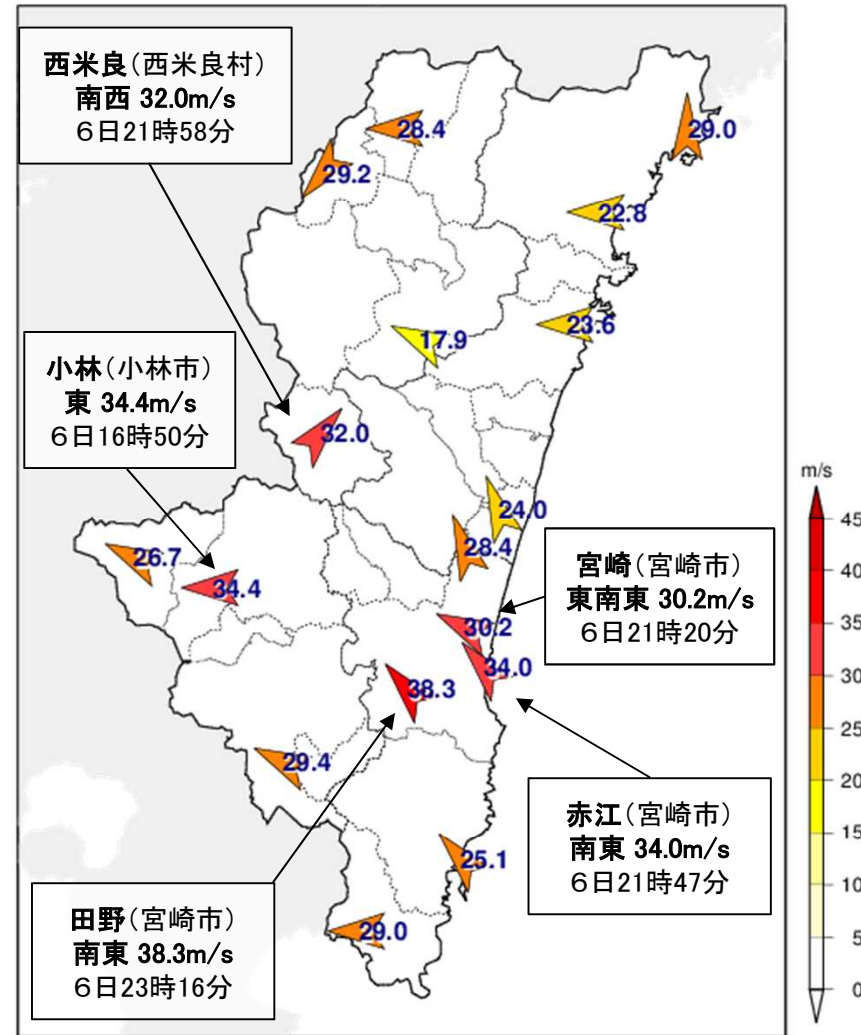 西米良(西米良村)
南西 32.0m/s
6日21時58分
28.4
29.0
29.2
22.8
17.9
23.6
小林(小林市)
東 34.4m/s
6日16時50分
32.0
24.0
28.4
26.7
34.4
宮崎(宮崎市)
東南東 30.2m/s
6日21時20分
30.2
34.0
38.3
29.4
赤江(宮崎市)
南東 34.0m/s
6日21時47分
25.1
29.0
田野(宮崎市)
南東 38.3m/s
6日23時16分
m/s
45
40
35
30
25
20
15
10
5
0